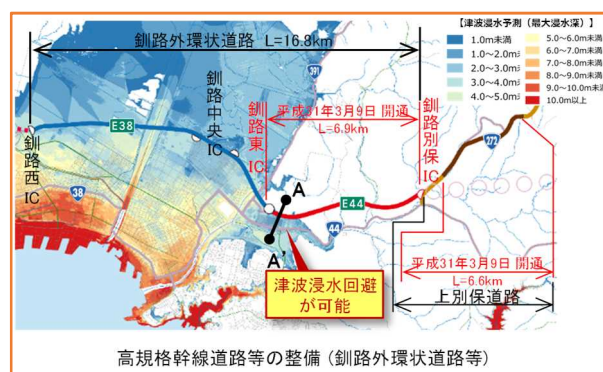 【津波浸水予測(最大浸水深)】
1.0m未満
1.0~2.0m未
2.0~3.0m未
3.0~4.0m未
4.0~5.0m未
5.0~6.0m未満
6.0~7.0m未満
7.0~8.0m未満
8.0~9.0m未満
9.0~10.0m未満
10.0m以上
釧路外環状道路 L=16.8km
391
釧路中央IC
釧路東IC
平成31年3月9日 開通
L=6.9km
釧路別保IC
272
E38
釧路西IC
38
A
E44
44
A'
津波浸水回避
が可能
平成31年3月9日 開通
L=6.6km
上別保道路
高規格幹線道路等の整備(釧路外環状道路等)